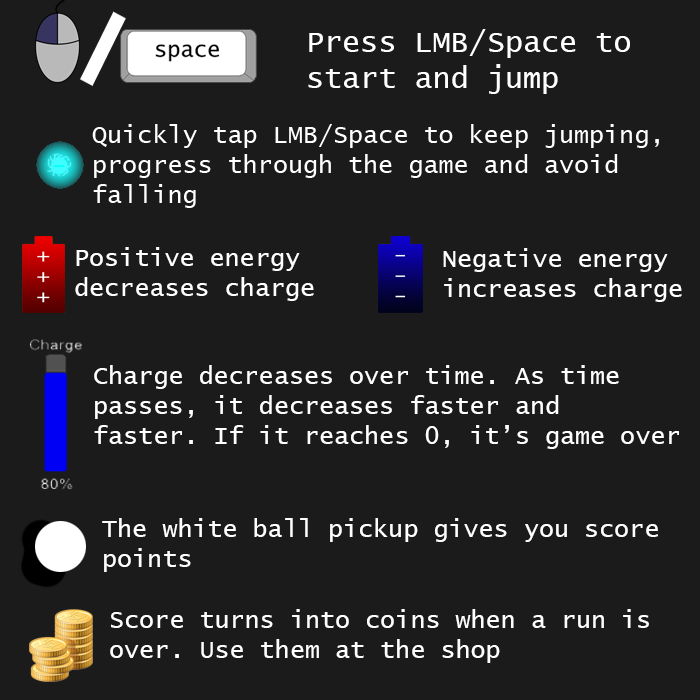 space
Press LMB/Space to
start and jump
Quickly tap LMB/Space to keep jumping,
progress through the game and avoid
falling
+
+
+
Positive energy
decreases charge
−
−
−
Negative energy
increases charge
Charge
Charge decreases over time. As time
passes, it decreases faster and
faster. If it reaches 0, it’s game over
80%
The white ball pickup gives you score
points
Score turns into coins when a run is
over. Use them at the shop